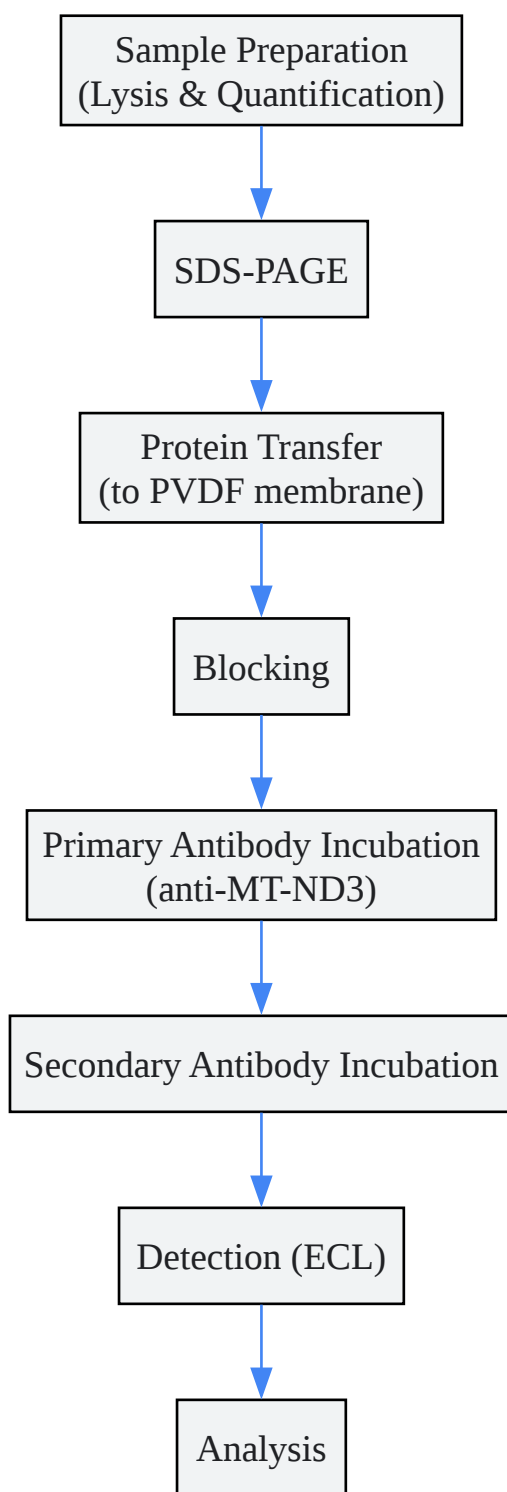 Sample Preparation
(Lysis & Quantification)
SDS-PAGE
Protein Transfer
(to PVDF membrane)
Blocking
Primary Antibody Incubation
(anti-MT-ND3)
Secondary Antibody Incubation
Detection (ECL)
Analysis